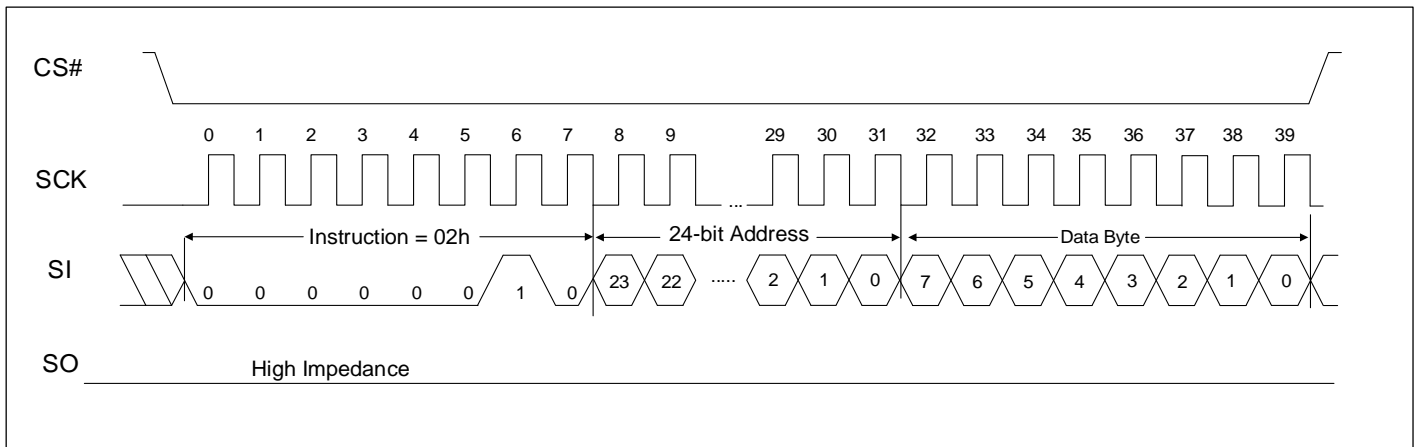 CS#
0 1 2 3 4 5 6 7 8 9 29 30 31 32 33 34 35 36 37 38 39
SCK ...
Instruction = 02h 24-bit Address Data Byte
SI 0 0 0 0 0 0 1 0 23 22 ..... 2 1 0 7 6 5 4 3 2 1 0
SO High Impedance